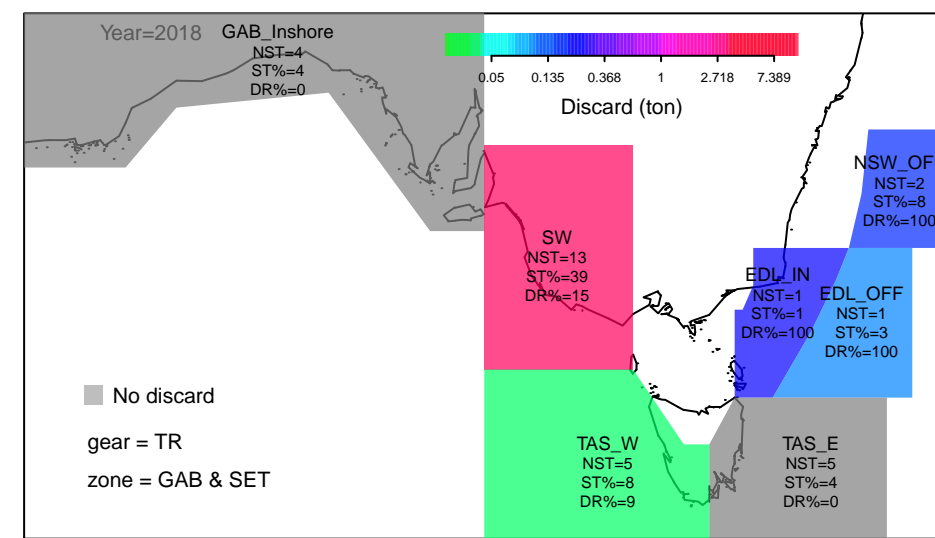 Year=2018
GAB_Inshore
NST=4
ST%=4
DR%=0
0.05 0.135 0.368 1 2.718 7.389
Discard (ton)
NSW_OF
NST=2
ST%=8
DR%=100
SW
NST=13
ST%=39
DR%=15
EDL_IN
NST=1
ST%=1
DR%=100
EDL_OFF
NST=1
ST%=3
DR%=100
No discard
gear = TR
zone = GAB & SET
TAS_W
NST=5
ST%=8
DR%=9
TAS_E
NST=5
ST%=4
DR%=0